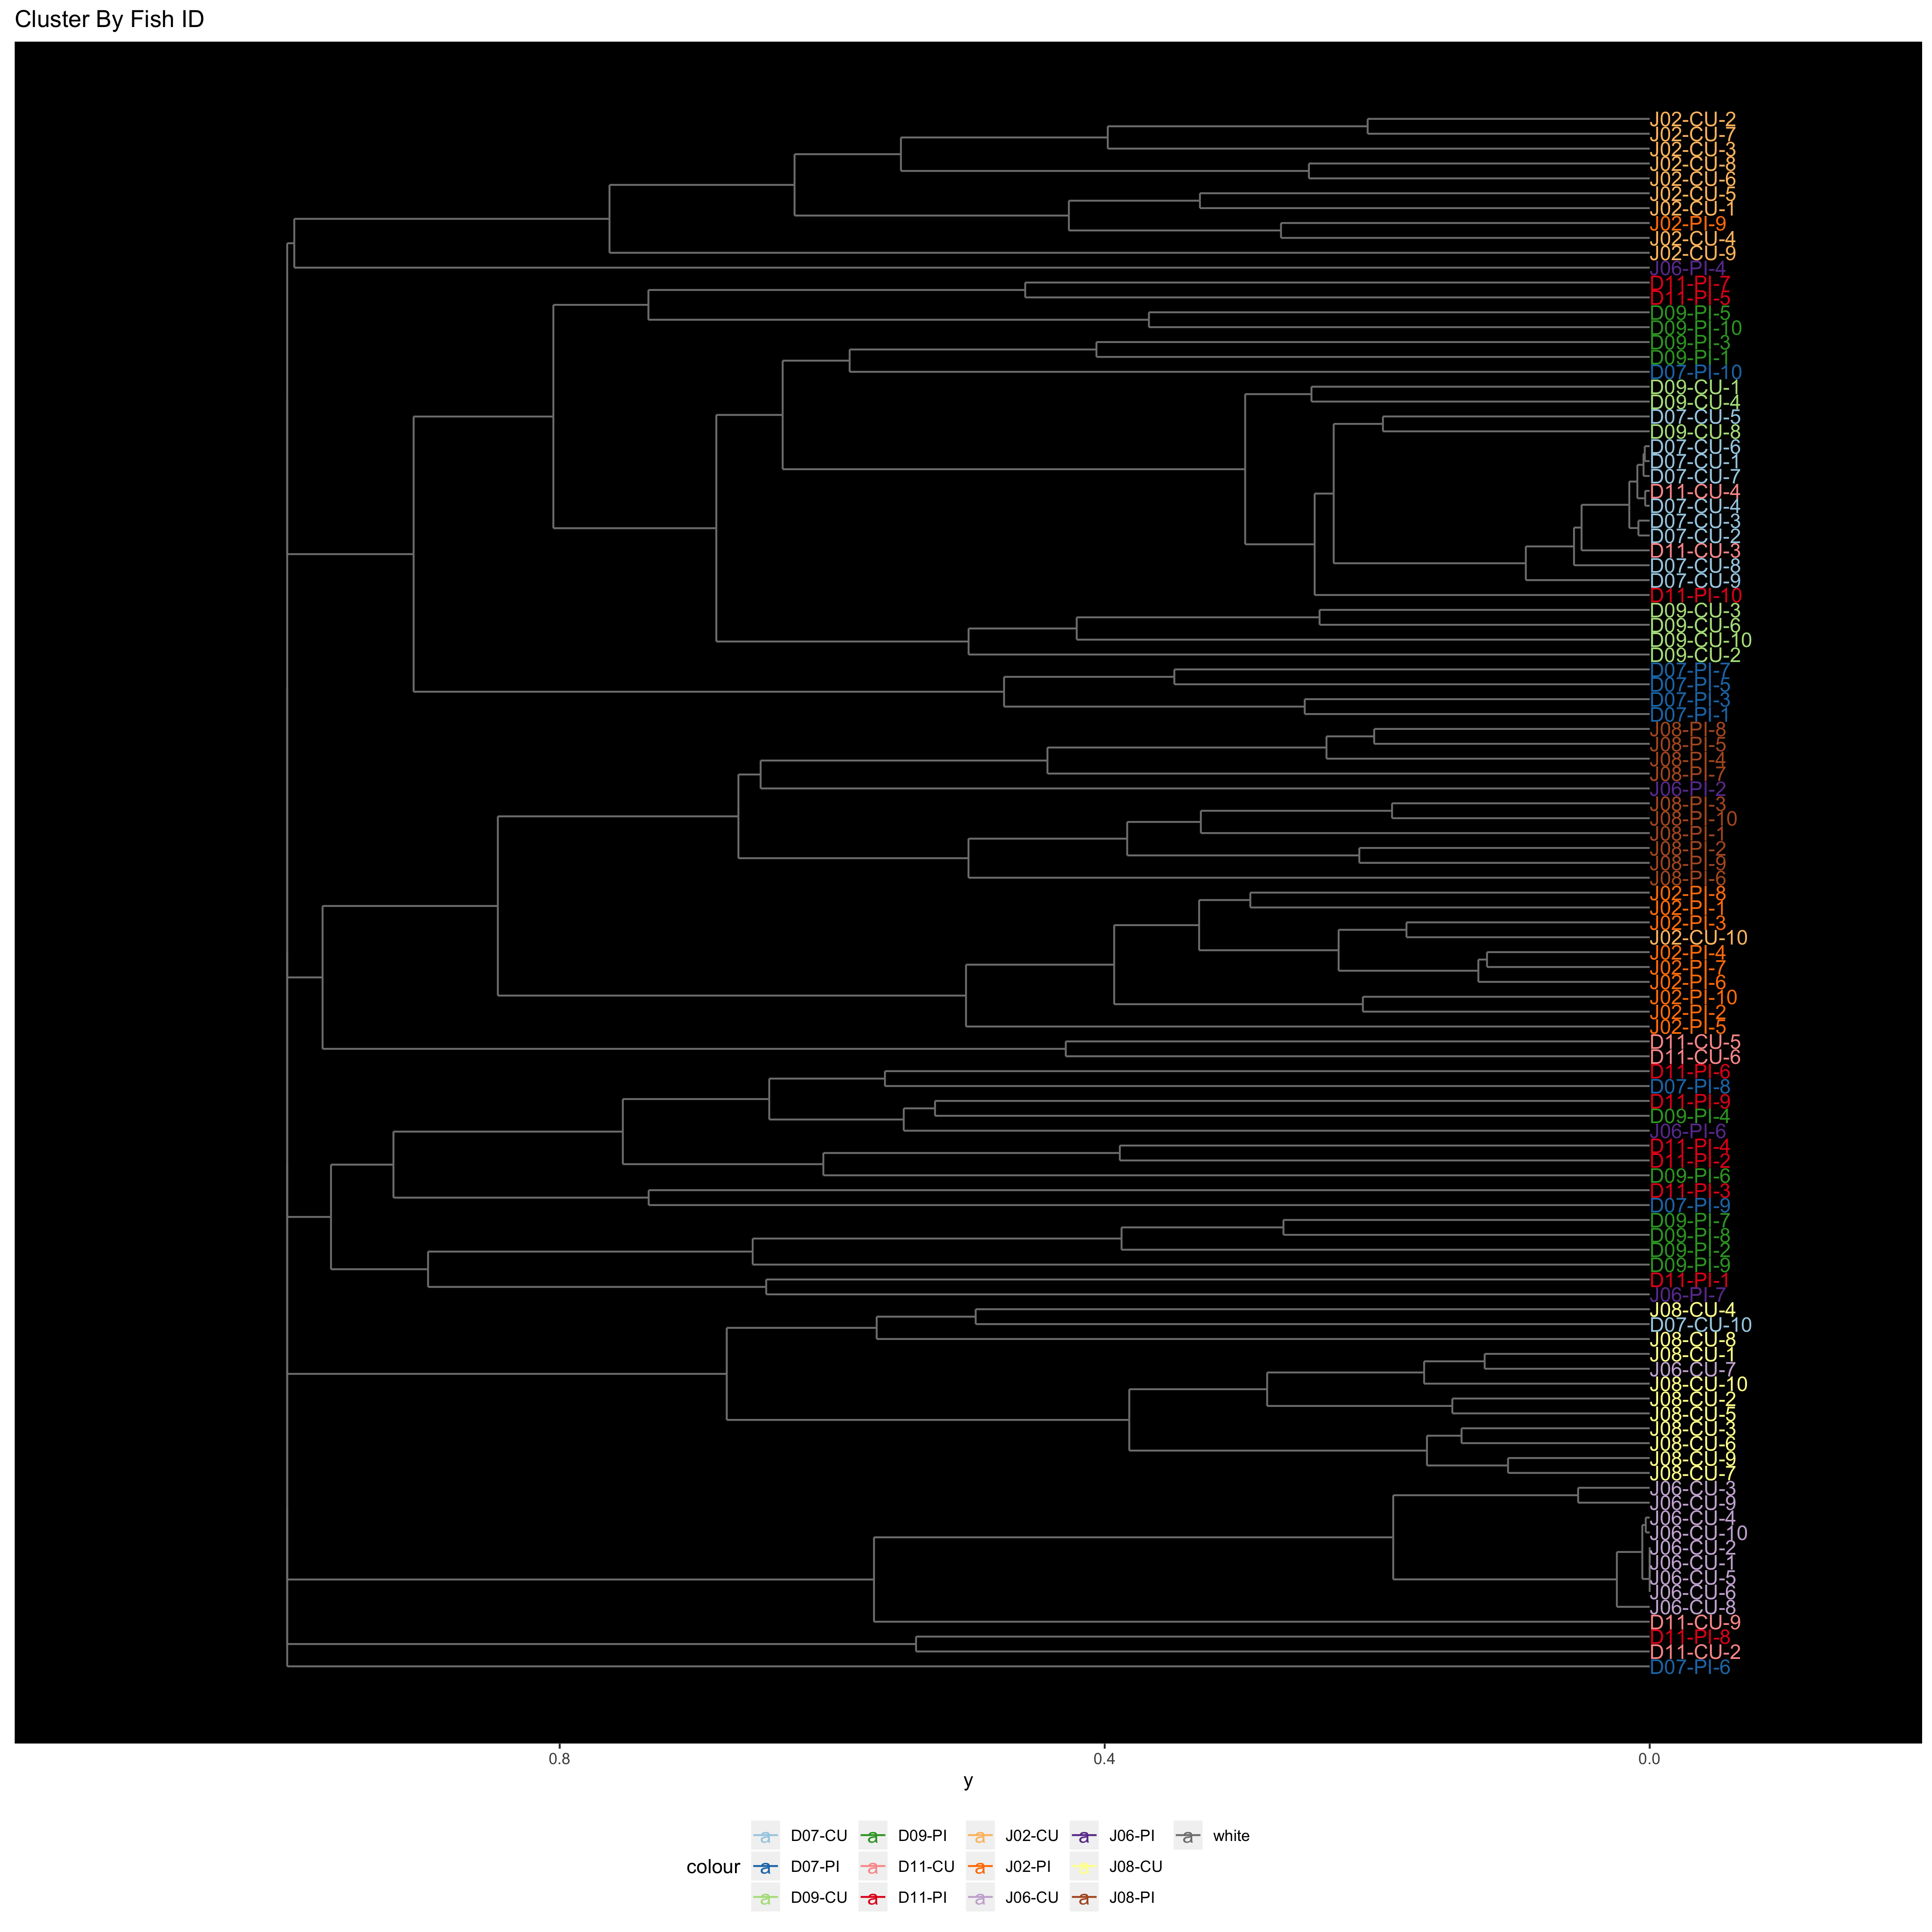 Cluster By Fish ID
J02-CU-2
J02-CU-7
J02-CU-3
J02-CU-8
J02-CU-6
J02-CU-5
J02-CU-1
J02-PI-9
J02-CU-4
J02-CU-9
J06-PI-4
D11-PI-7
D11-PI-5
D09-PI-5
D09-PI-10
D09-PI-3
D09-PI-1
D07-PI-10
D09-CU-1
D09-CU-4
D07-CU-5
D09-CU-8
D07-CU-6
D07-CU-1
D07-CU-7
D11-CU-4
D07-CU-4
D07-CU-3
D07-CU-2
D11-CU-3
D07-CU-8
D07-CU-9
D11-PI-10
D09-CU-3
D09-CU-6
D09-CU-10
D09-CU-2
D07-PI-7
D07-PI-5
D07-PI-3
D07-PI-1
J08-PI-8
J08-PI-5
J08-PI-4
J08-PI-7
J06-PI-2
J08-PI-3
J08-PI-10
J08-PI-1
J08-PI-2
J08-PI-9
J08-PI-6
J02-PI-8
J02-PI-1
J02-PI-3
J02-CU-10
J02-PI-4
J02-PI-7
J02-PI-6
J02-PI-10
J02-PI-2
J02-PI-5
D11-CU-5
D11-CU-6
D11-PI-6
D07-PI-8
D11-PI-9
D09-PI-4
J06-PI-6
D11-PI-4
D11-PI-2
D09-PI-6
D11-PI-3
D07-PI-9
D09-PI-7
D09-PI-8
D09-PI-2
D09-PI-9
D11-PI-1
J06-PI-7
J08-CU-4
D07-CU-10
J08-CU-8
J08-CU-1
J06-CU-7
J08-CU-10
J08-CU-2
J08-CU-5
J08-CU-3
J08-CU-6
J08-CU-9
J08-CU-7
J06-CU-3
J06-CU-9
J06-CU-4
J06-CU-10
J06-CU-2
J06-CU-1
J06-CU-5
J06-CU-6
J06-CU-8
D11-CU-9
D11-PI-8
D11-CU-2
D07-PI-6
0.8 0.4 0.0
y
a D07-CU a D09-PI a J02-CU a J06-PI a white
colour a D07-PI a D11-CU a J02-PI a J08-CU
a D09-CU a D11-PI a J06-CU a J08-PI